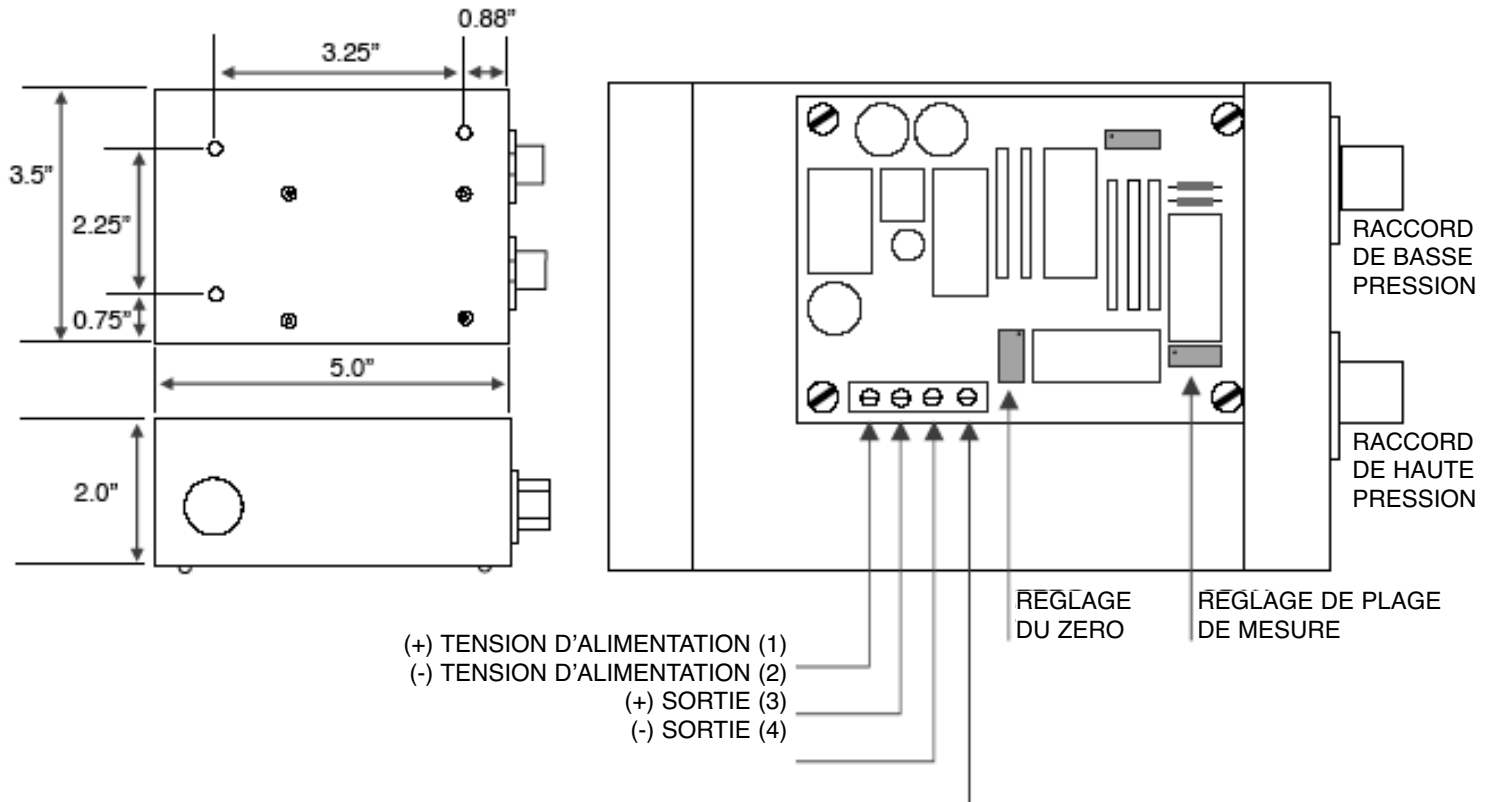 0.88”
3.25”
3.5”
2.25”
0.75”
5.0”
2.0”
RACCORD
DE BASSE
PRESSION
RACCORD
DE HAUTE
PRESSION
REGLAGE
DU ZERO
REGLAGE DE PLAGE
DE MESURE
(+) TENSION D’ALIMENTATION (1)
(-) TENSION D’ALIMENTATION (2)
(+) SORTIE (3)
(-) SORTIE (4)